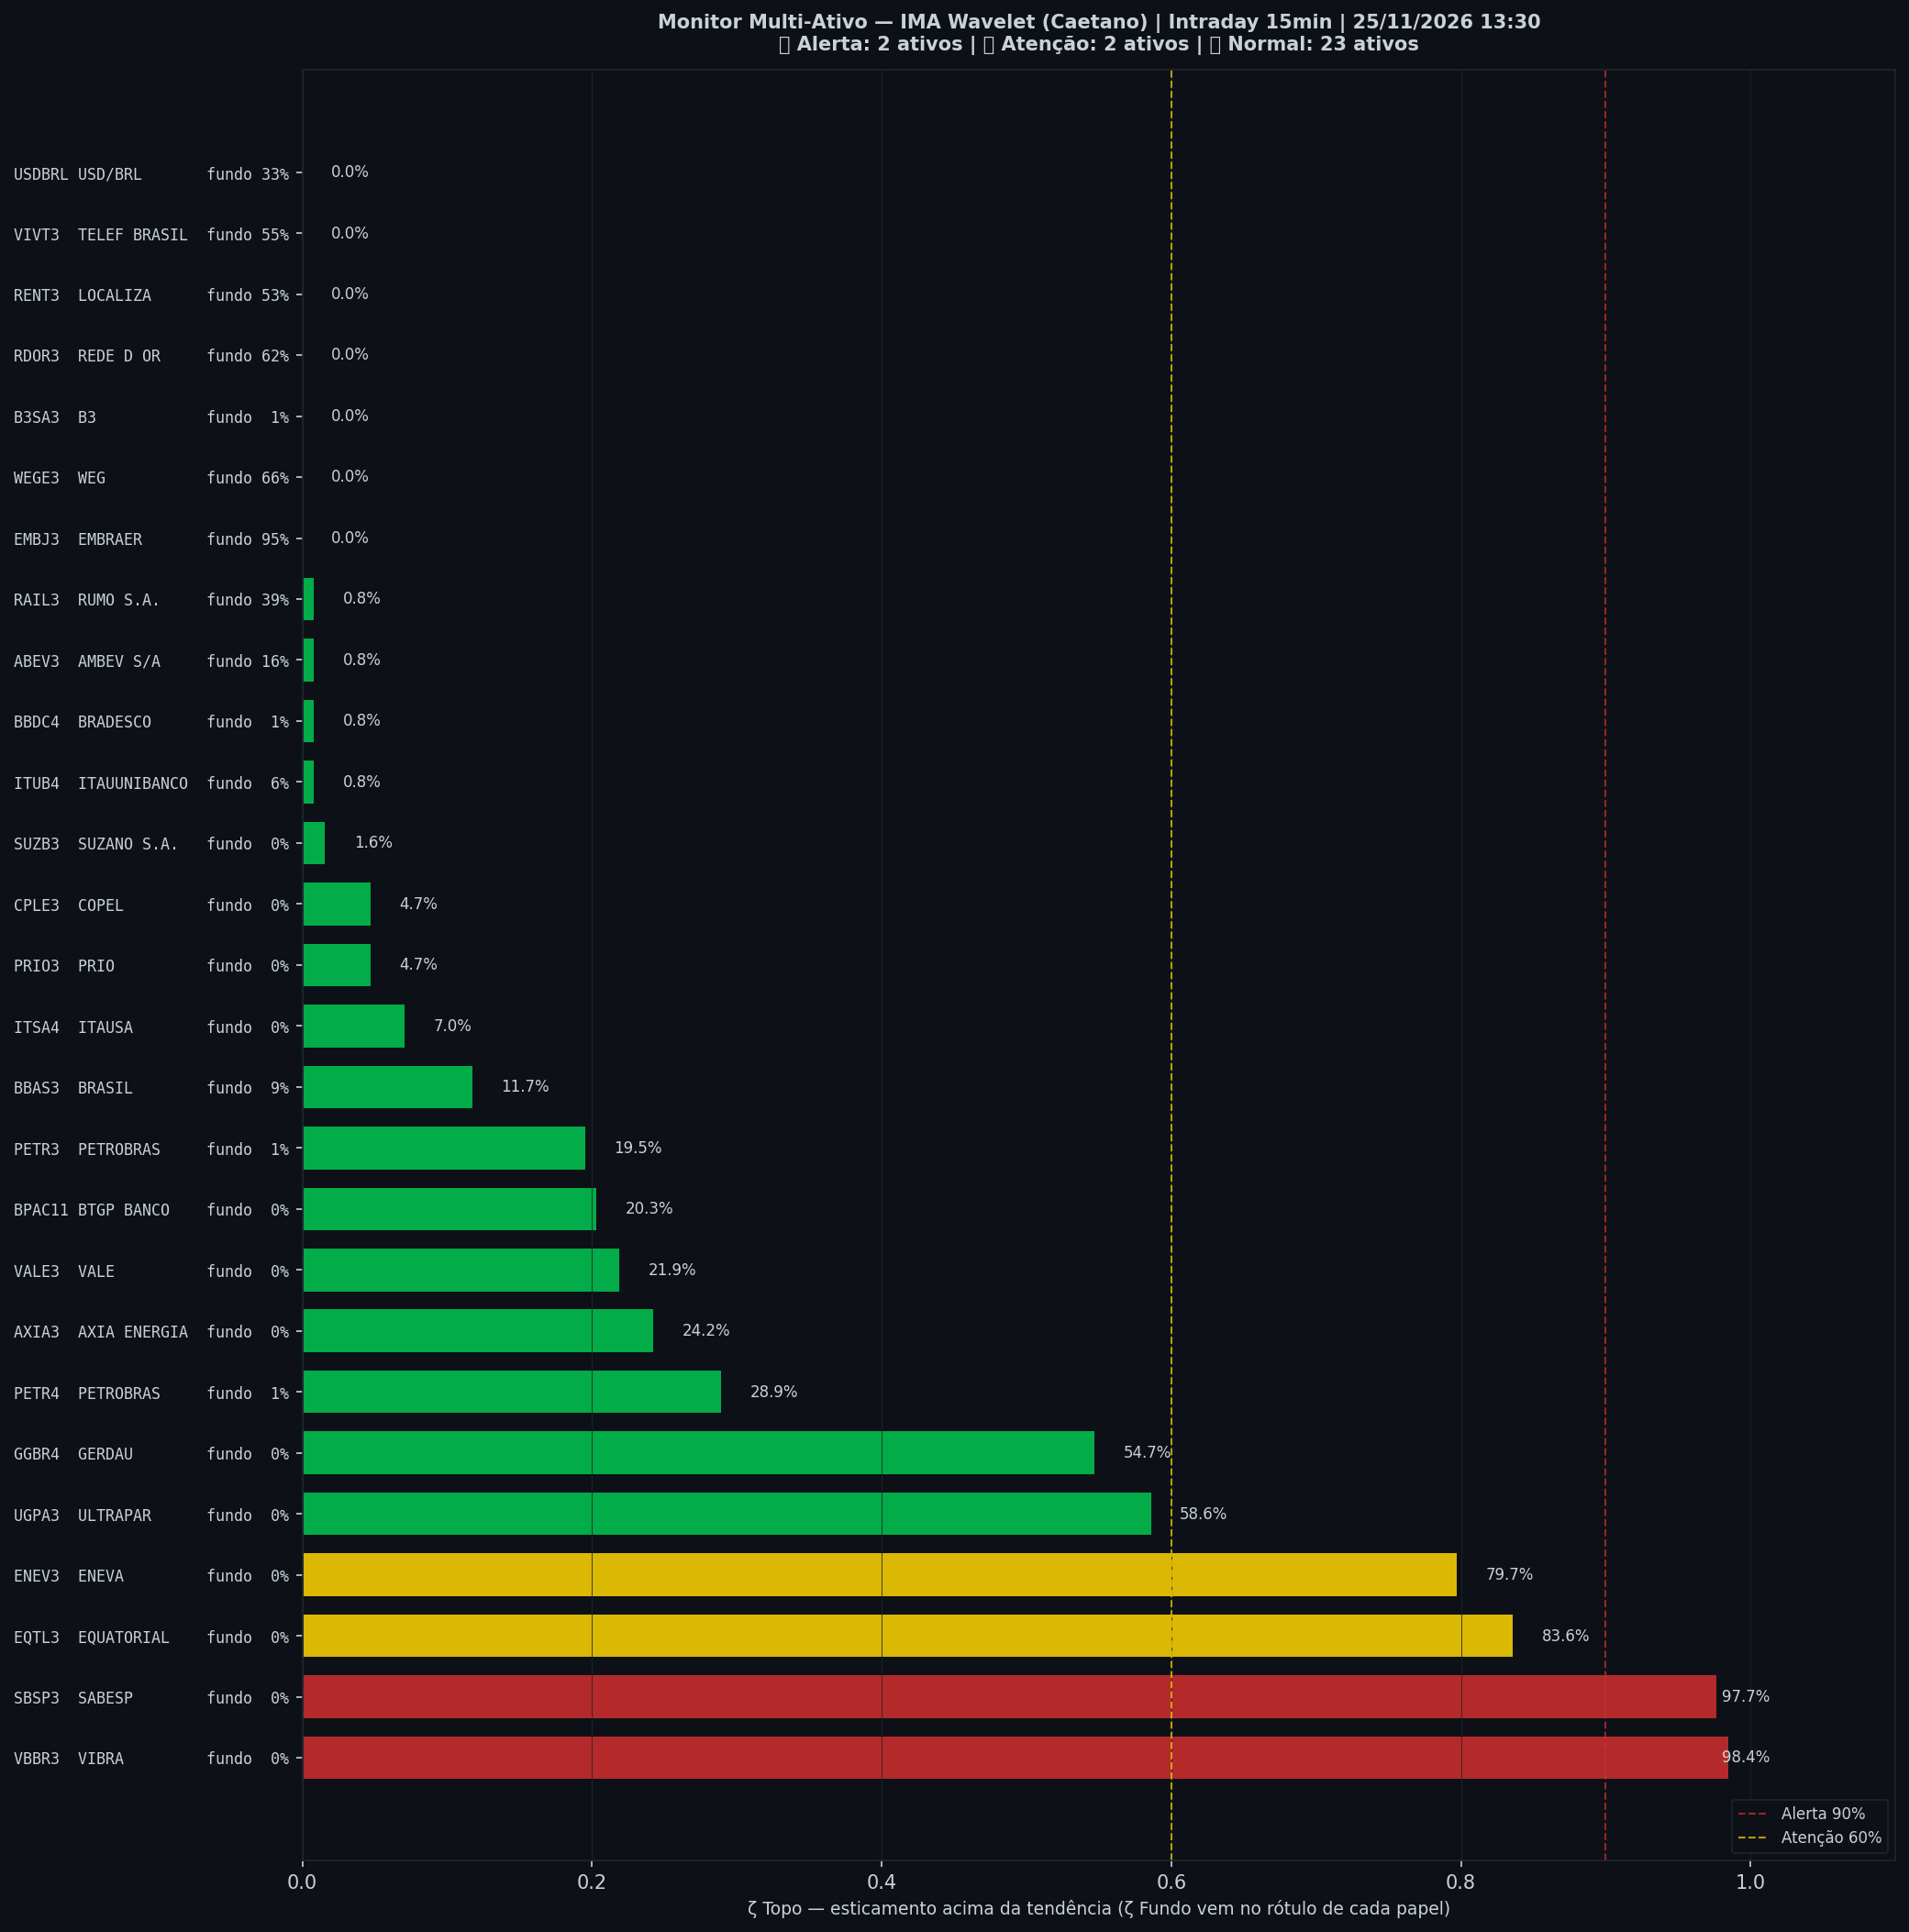 Monitor Multi-Ativo — IMA Wavelet (Caetano) | Intraday 15min | 25/11/2026 13:30
▯ Alerta: 2 ativos | ▯ Atenção: 2 ativos | ▯ Normal: 23 ativos
USDBRL USD/BRL fundo 33% 0.0%
VIVT3 TELEF BRASIL fundo 55% 0.0%
RENT3 LOCALIZA fundo 53% 0.0%
RDOR3 REDE D OR fundo 62% 0.0%
B3SA3 B3 fundo 1% 0.0%
WEGE3 WEG fundo 66% 0.0%
EMBJ3 EMBRAER fundo 95% 0.0%
RAIL3 RUMO S.A. fundo 39% 0.8%
ABEV3 AMBEV S/A fundo 16% 0.8%
BBDC4 BRADESCO fundo 1% 0.8%
ITUB4 ITAUUNIBANCO fundo 6% 0.8%
SUZB3 SUZANO S.A. fundo 0% 1.6%
CPLE3 COPEL fundo 0% 4.7%
PRIO3 PRIO fundo 0% 4.7%
ITSA4 ITAUSA fundo 0% 7.0%
BBAS3 BRASIL fundo 9% 11.7%
PETR3 PETROBRAS fundo 1% 19.5%
BPAC11 BTGP BANCO fundo 0% 20.3%
VALE3 VALE fundo 0% 21.9%
AXIA3 AXIA ENERGIA fundo 0% 24.2%
PETR4 PETROBRAS fundo 1% 28.9%
GGBR4 GERDAU fundo 0% 54.7%
UGPA3 ULTRAPAR fundo 0% 58.6%
ENEV3 ENEVA fundo 0% 79.7%
EQTL3 EQUATORIAL fundo 0% 83.6%
SBSP3 SABESP fundo 0% 97.7%
VBBR3 VIBRA fundo 0% 98.4%
Alerta 90%
Atenção 60%
0.0 0.2 0.4 0.6 0.8 1.0
ζ Topo — esticamento acima da tendência (ζ Fundo vem no rótulo de cada papel)